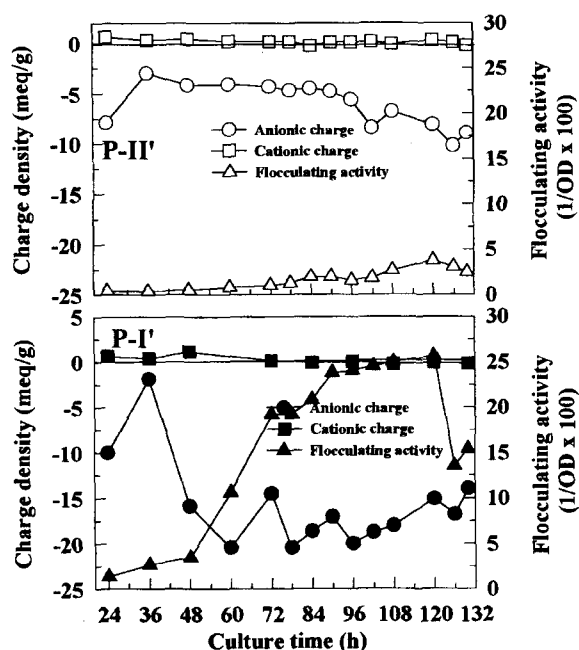 Charge density (meq/g)
0
-5
-10
-15
-20
-25
P-II'
Anionic charge
Cationic charge
Flocculating activity
30
25
20
15
10
5
0
Flocculating activity
(1/OD x 100)
Charge density (meq/g)
5
0
-5
-10
-15
-20
-25
P-I'
Anionic charge
Cationic charge
Flocculating activity
30
25
20
15
10
5
0
Flocculating activity
(1/OD x 100)
24 36 48 60 72 84 96 108 120 132
Culture time (h)